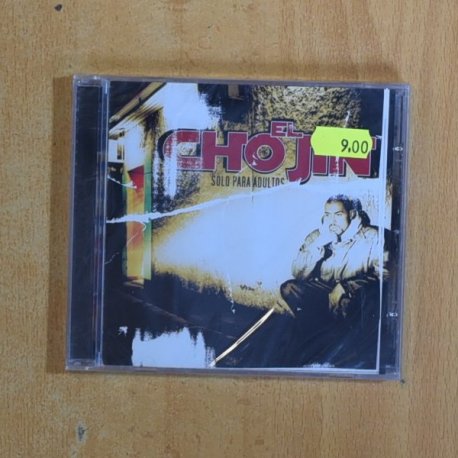 EL
CHOJIN
SOLO PARA ADULTOS
9,00